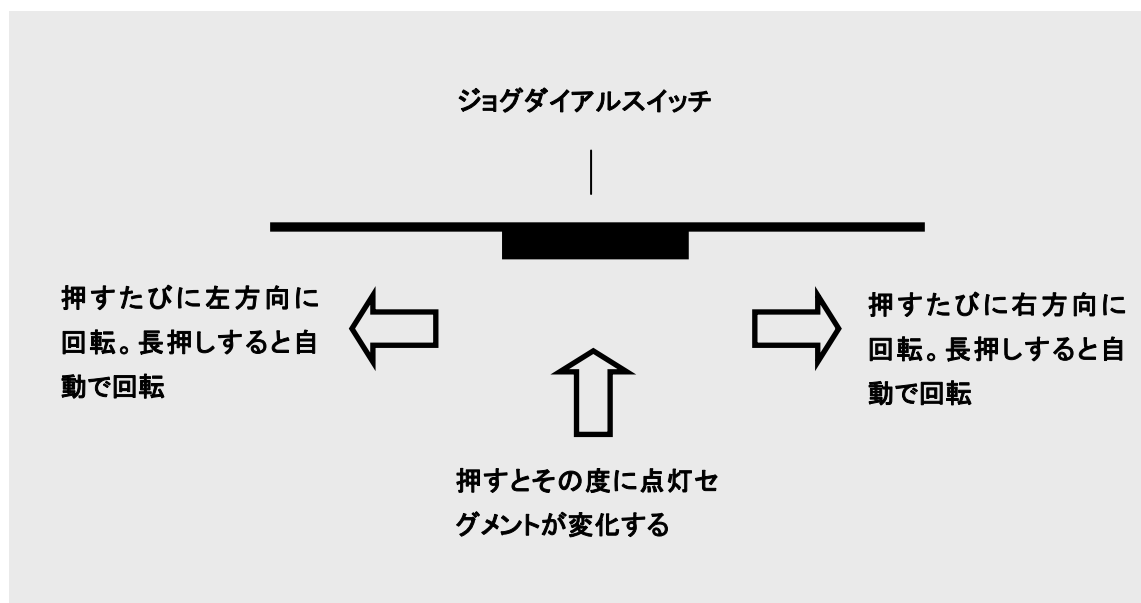 ジョグダイアルスイッチ
押すたびに左方向に
回転。長押しすると自
動で回転
押すたびに右方向に
回転。長押しすると自
動で回転
押すとその度に点灯セ
グメントが変化する